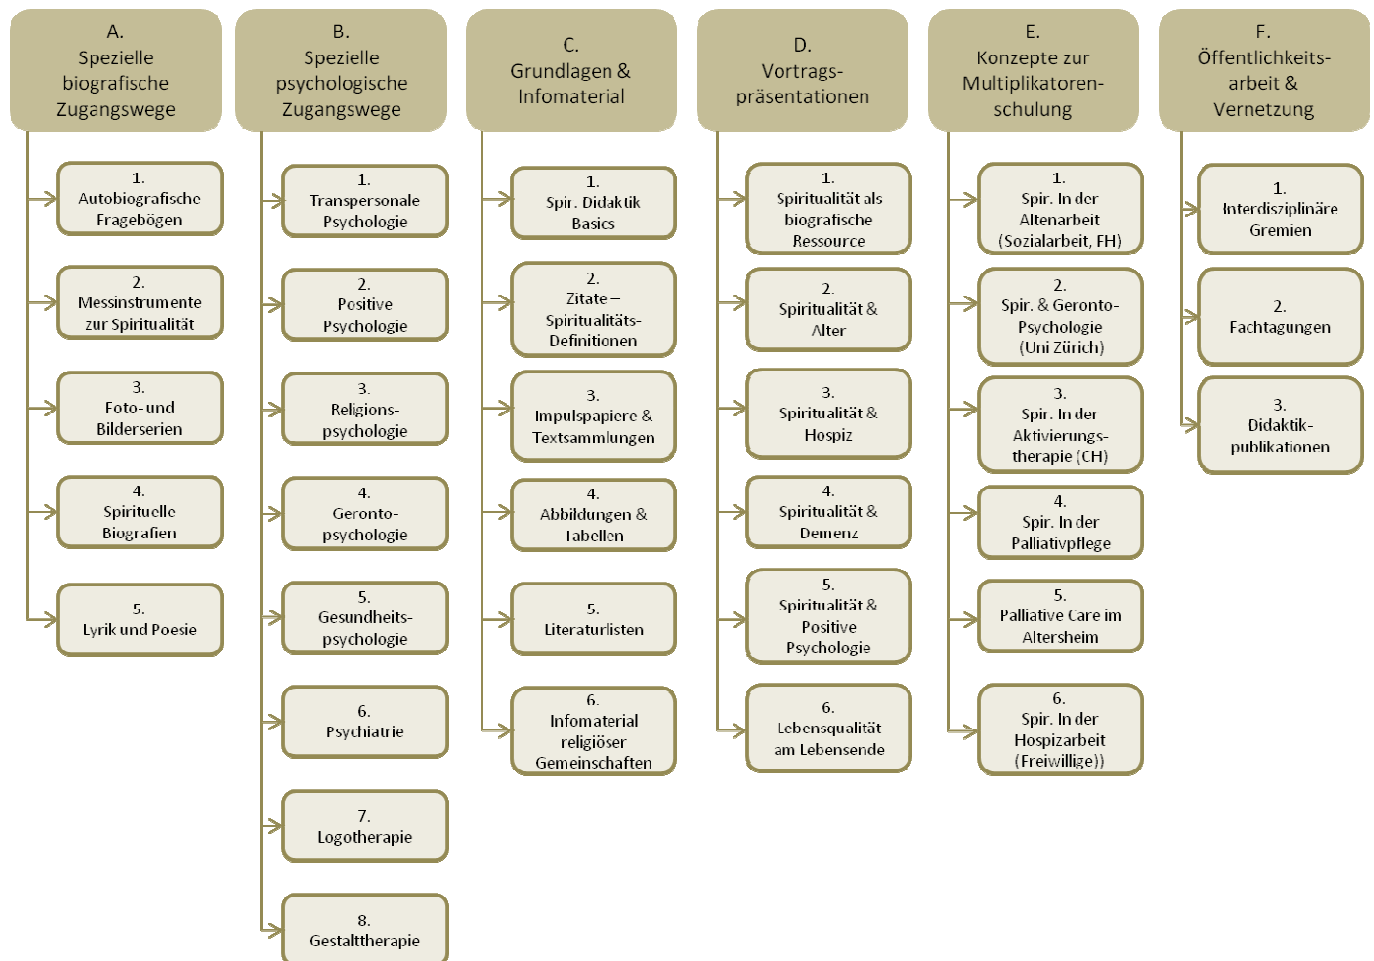 A.
Spezielle
biografische
Zugangswege
1.
Autobiografische
Fragebögen
2.
Messinstrumente
zur Spiritualität
3.
Foto- und
Bilderserien
4.
Spirituelle
Biografien
5.
Lyrik und Poesie
B.
Spezielle
psychologische
Zugangswege
1.
Transpersonale
Psychologie
2.
Positive
Psychologie
3.
Religions-
psychologie
4.
Geronto-
psychologie
5.
Gesundheits-
psychologie
6.
Psychiatrie
7.
Logotherapie
8.
Gestalttherapie
C.
Grundlagen &
Infomaterial
1.
Spir. Didaktik
Basics
2.
Zitate –
Spiritualitäts-
Definitionen
3.
Impulspapiere &
Textsammlungen
4.
Abbildungen &
Tabellen
5.
Literaturlisten
6.
Infomaterial
religiöser
Gemeinschaften
D.
Vortrags-
präsentationen
1.
Spiritualität als
biografische
Ressource
2.
Spiritualität &
Alter
3.
Spiritualität &
Hospiz
4.
Spiritualität &
Demenz
5.
Spiritualität &
Positive
Psychologie
6.
Lebensqualität
am Lebensende
E.
Konzepte zur
Multiplikatoren-
schulung
1.
Spir. In der
Altenarbeit
(Sozialarbeit, FH)
2.
Spir. & Geronto-
Psychologie
(Uni Zürich)
3.
Spir. In der
Aktivierungs-
therapie (CH)
4.
Spir. In der
Palliativpflege
5.
Palliative Care im
Altersheim
6.
Spir. In der
Hospizarbeit
(Freiwillige))
F.
Öffentlichkeits-
arbeit &
Vernetzung
1.
Interdisziplinäre
Gremien
2.
Fachtagungen
3.
Didaktik-
publikationen